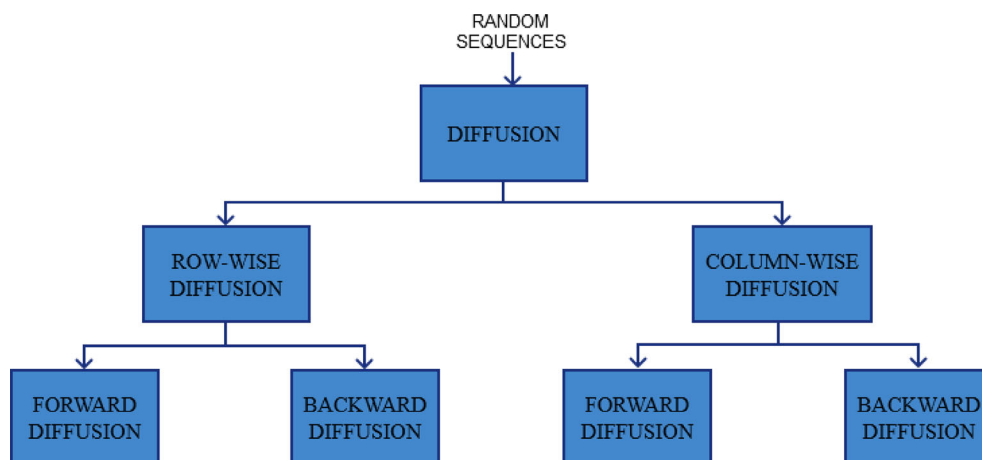 RANDOM
SEQUENCES
DIFFUSION
ROW-WISE
DIFFUSION
COLUMN-WISE
DIFFUSION
FORWARD
DIFFUSION
BACKWARD
DIFFUSION
FORWARD
DIFFUSION
BACKWARD
DIFFUSION